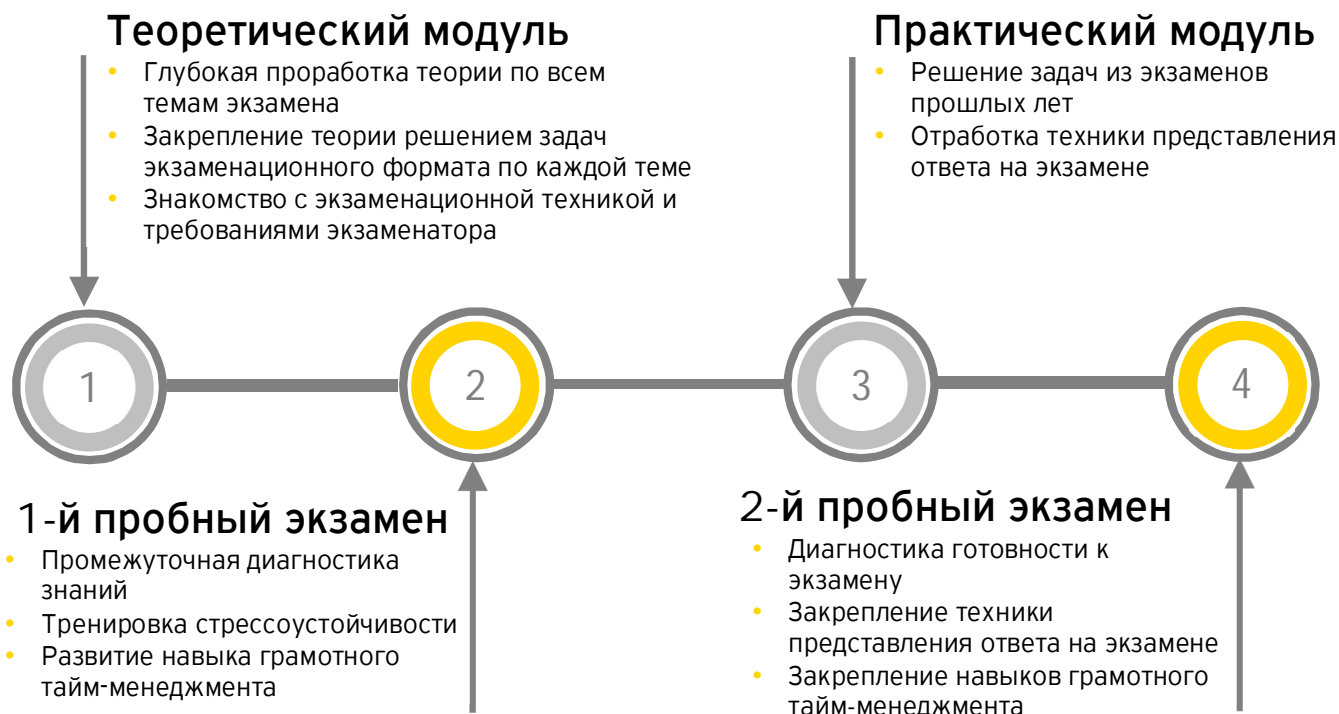 Теоретический модуль
• Глубокая проработка теории по всем
темам экзамена
• Закрепление теории решением задач
экзаменационного формата по каждой теме
• Знакомство с экзаменационной техникой и
требованиями экзаменатора
Практический модуль
• Решение задач из экзаменов
прошлых лет
• Отработка техники представления
ответа на экзамене
1
2
3
4
1-й пробный экзамен
• Промежуточная диагностика
знаний
• Тренировка стрессоустойчивости
• Развитие навыка грамотного
тайм-менеджмента
2-й пробный экзамен
• Диагностика готовности к
экзамену
• Закрепление техники
представления ответа на экзамене
• Закрепление навыков грамотного
тайм-менеджмента